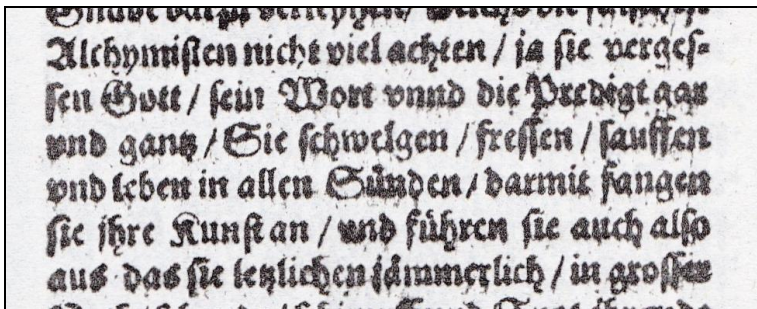 Alchymisten nicht viel achten / ja sie verges-
sen Gott / sein Wort vnnd die Predigt gar
vnd gantz / Sie schwelgen / fressen / sauffen
vnd leben in allen Sünden / darmit fangen
sie jhre Kunst an / vnd führen sie auch also
aus das sie letzlichen jämmerlich / in grossen